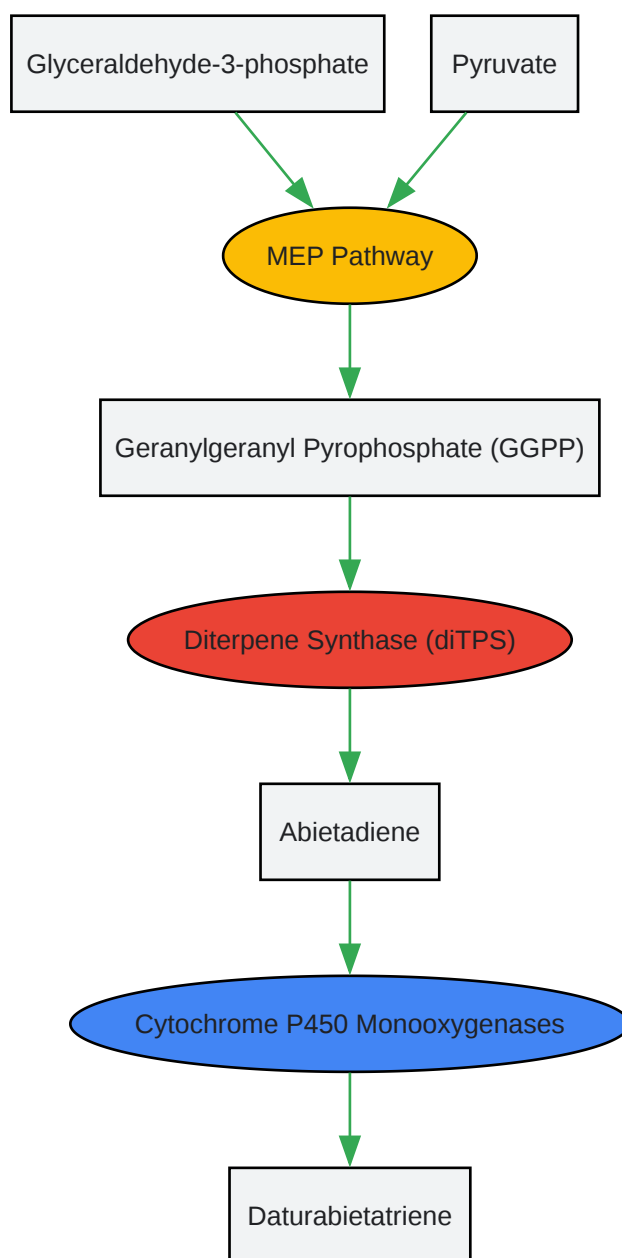 Glyceraldehyde-3-phosphate
Pyruvate
MEP Pathway
Geranylgeranyl Pyrophosphate (GGPP)
Diterpene Synthase (diTPS)
Abietadiene
Cytochrome P450 Monooxygenases
Daturabietatriene